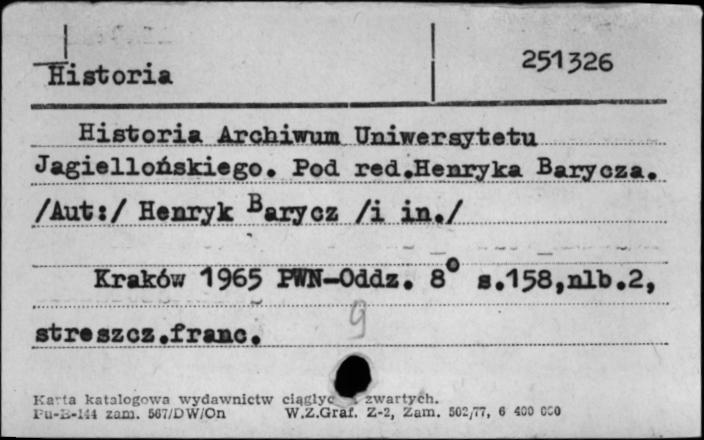 Historia
251326
Historia Archiwum Uniwersytetu
Jagiellońskiego. Pod red.Henryka Barycza.
/Aut:/ Henryk Barycz /i in./
Kraków 1965 PWN-Oddz. 8° s.158,nlb.2,
streszcz.franc.
9
Karta katalogowa wydawnictw zwartych.
Pu-B-144 zam. 567/DW/On W.Z.Graf. Z-2, Zam. 502/77, 6 400 000